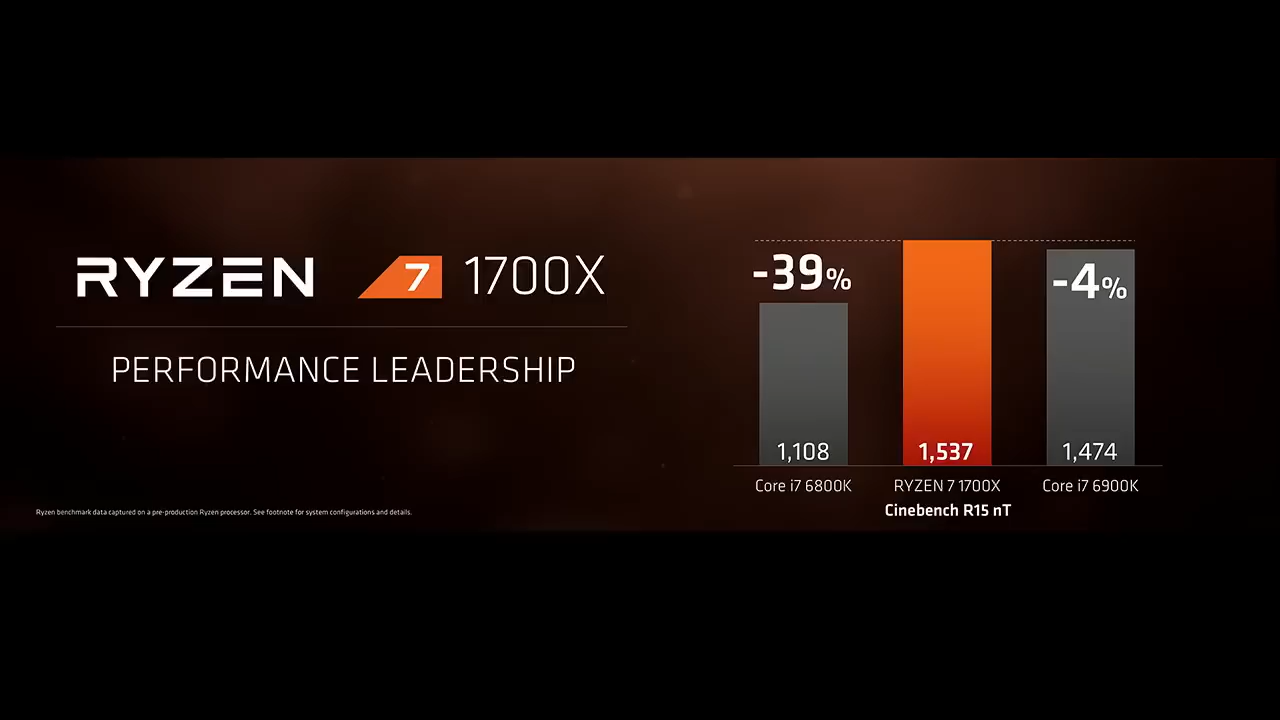 RYZEN 7 1700X
PERFORMANCE LEADERSHIP
Ryzen benchmark data captured on a pre-production Ryzen processor. See footnote for system configurations and details.
-39%
-4%
1,108
1,537
1,474
Core i7 6800K
RYZEN 7 1700X
Core i7 6900K
Cinebench R15 nT